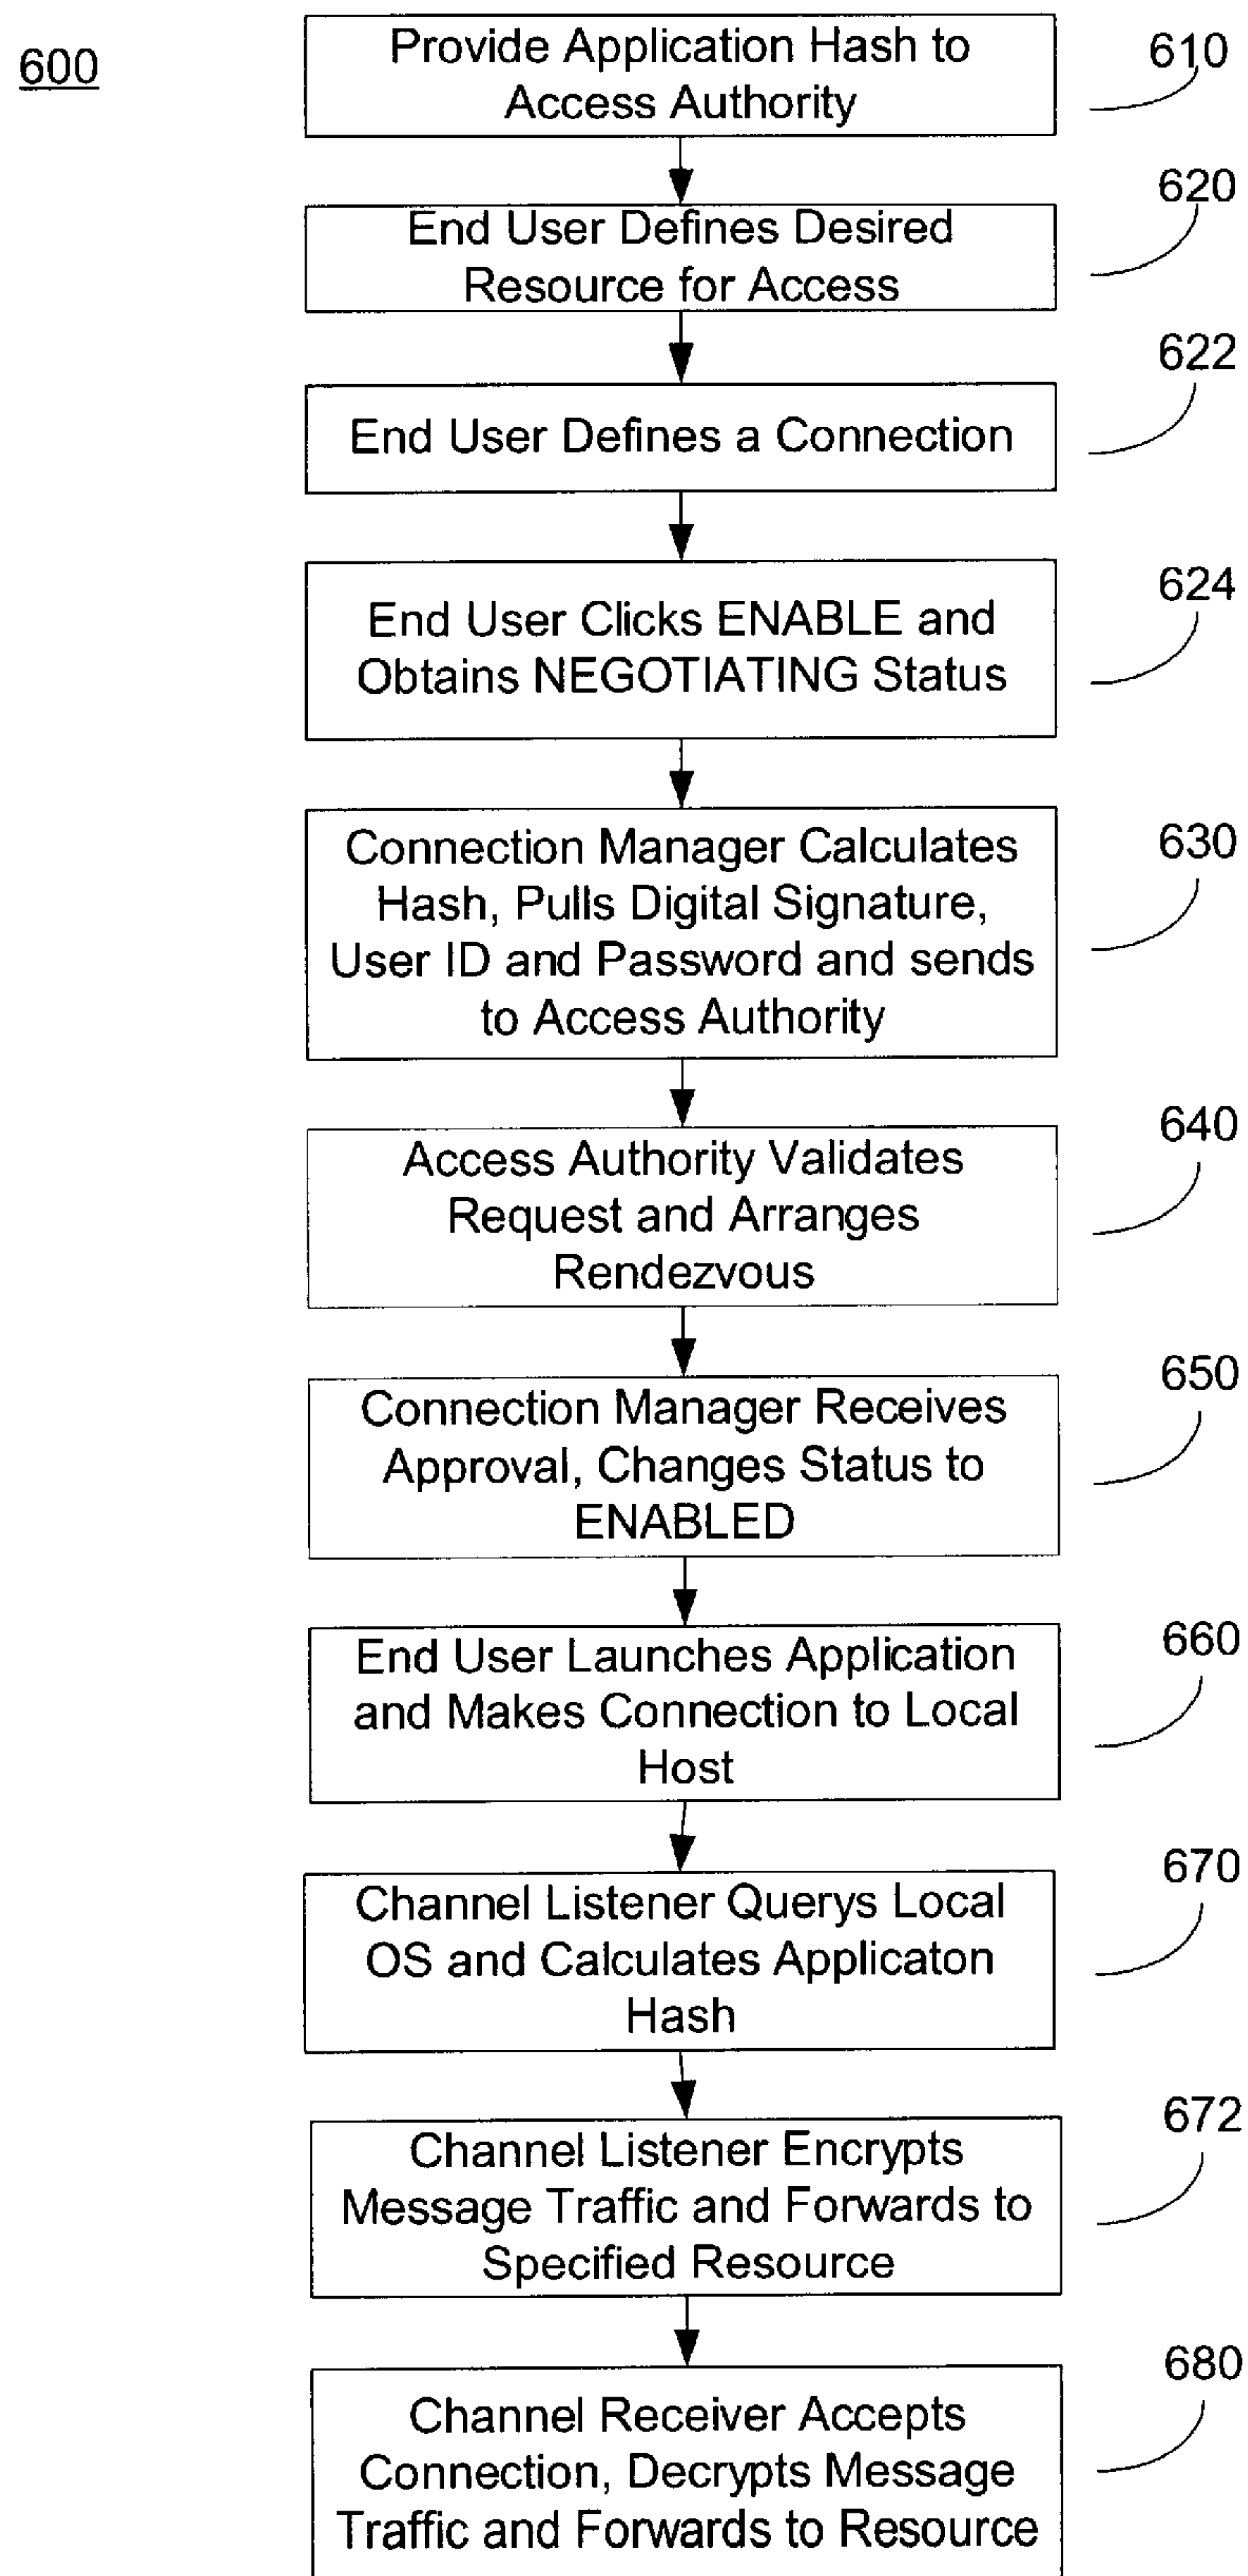 600
Provide Application Hash to
Access Authority
610
End User Defines Desired
Resource for Access
620
End User Defines a Connection
622
End User Clicks ENABLE and
Obtains NEGOTIATING Status
624
Connection Manager Calculates
Hash, Pulls Digital Signature,
User ID and Password and sends
to Access Authority
630
Access Authority Validates
Request and Arranges
Rendezvous
640
Connection Manager Receives
Approval, Changes Status to
ENABLED
650
End User Launches Application
and Makes Connection to Local
Host
660
Channel Listener Querys Local
OS and Calculates Applicaton
Hash
670
Channel Listener Encrypts
Message Traffic and Forwards to
Specified Resource
672
Channel Receiver Accepts
Connection, Decrypts Message
Traffic and Forwards to Resource
680